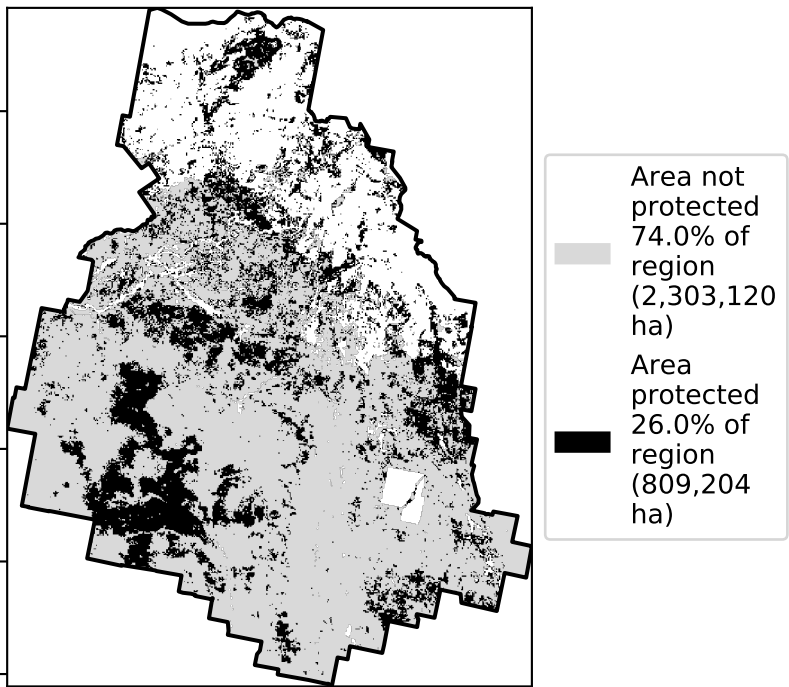 Area not
protected
74.0% of
region
(2,303,120
ha)
Area
protected
26.0% of
region
(809,204
ha)